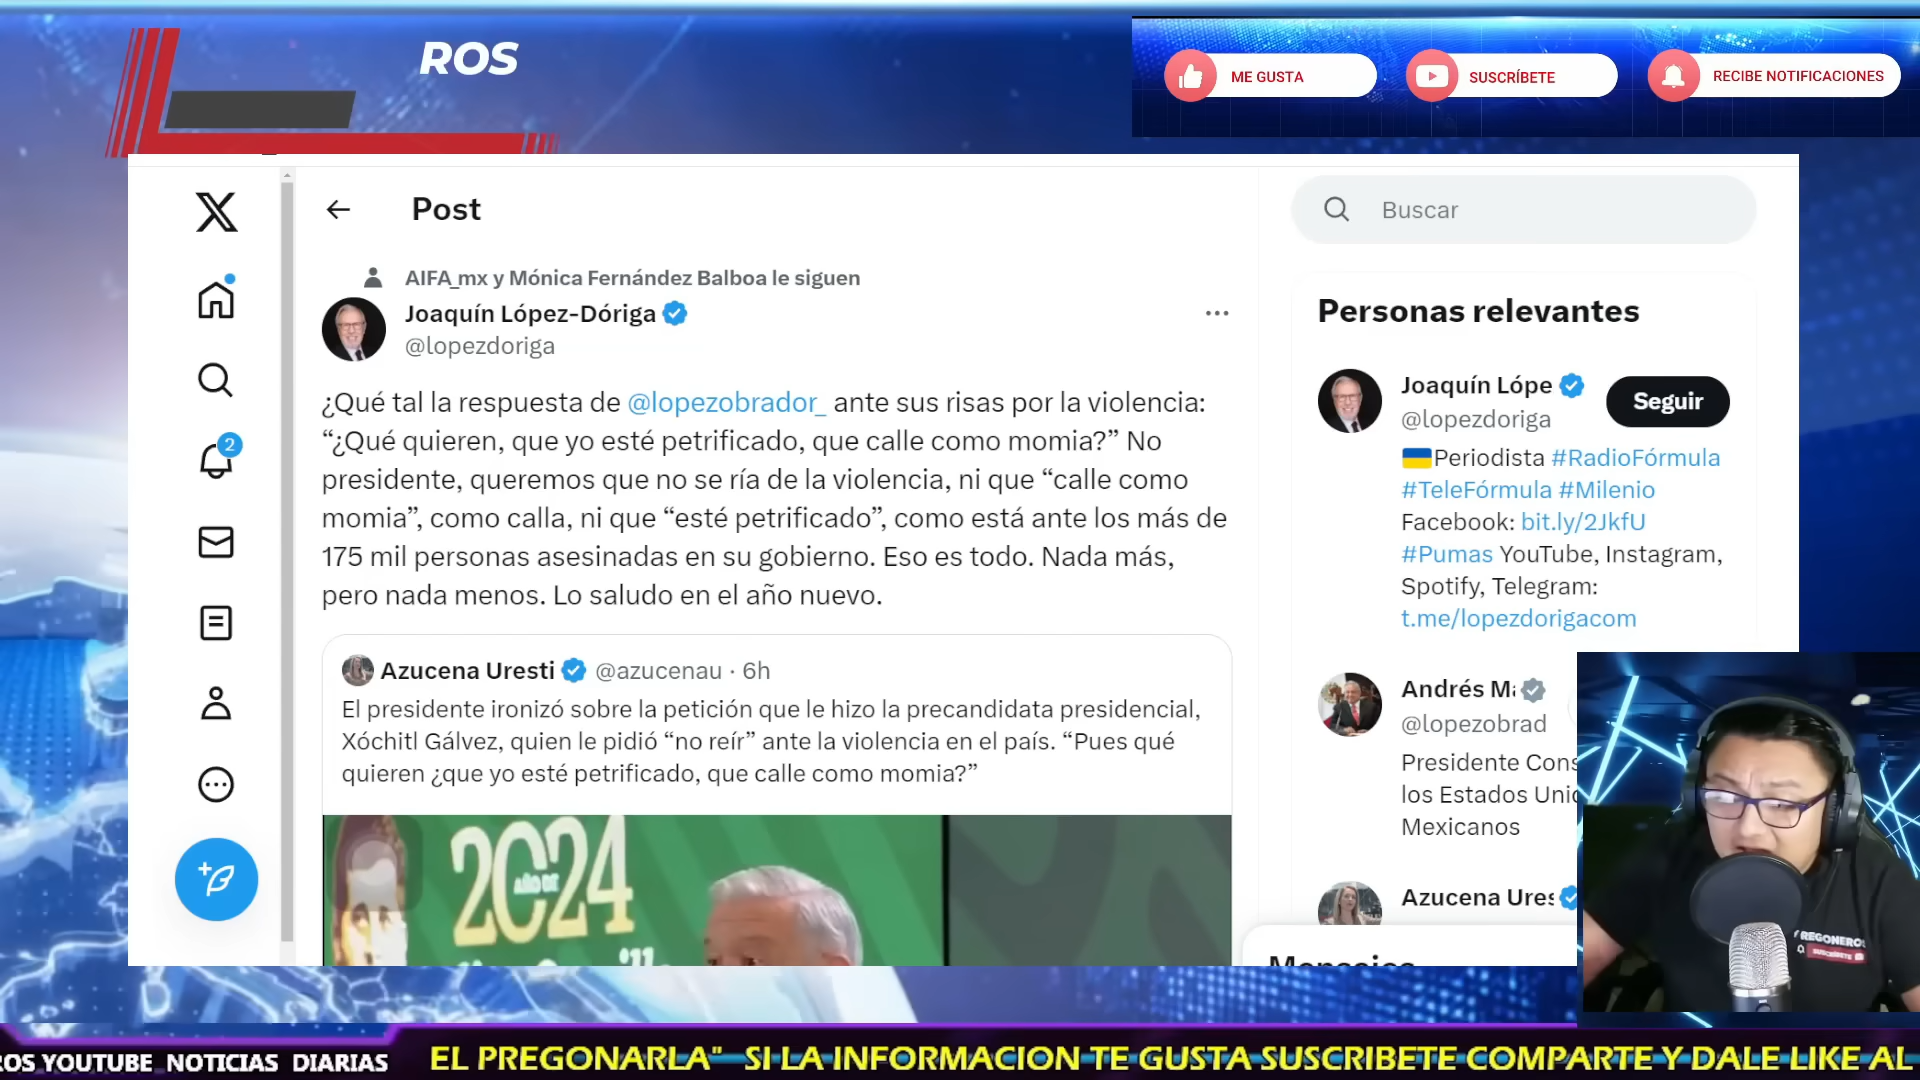 ROS
ME GUSTA
SUSCRÍBETE
RECIBE NOTIFICACIONES
Post
Buscar
AIFA_mx y Mónica Fernández Balboa le siguen
Joaquín López-Dóriga
@lopezdoriga
¿Qué tal la respuesta de @lopezobrador_ ante sus risas por la violencia:
“¿Qué quieren, que yo esté petrificado, que calle como momia?” No
presidente, queremos que no se ría de la violencia, ni que “calle como
momia”, como calla, ni que “esté petrificado”, como está ante los más de
175 mil personas asesinadas en su gobierno. Eso es todo. Nada más,
pero nada menos. Lo saludo en el año nuevo.
Azucena Uresti @azucenau · 6h
El presidente ironizó sobre la petición que le hizo la precandidata presidencial,
Xóchitl Gálvez, quien le pidió “no reír” ante la violencia en el país. “Pues qué
quieren ¿que yo esté petrificado, que calle como momia?”
2024
AÑO DE
2
Personas relevantes
Joaquín Lópe
@lopezdoriga
Seguir
Periodista #RadioFórmula
#TeleFórmula #Milenio
Facebook: bit.ly/2JkfU
#Pumas YouTube, Instagram,
Spotify, Telegram:
t.me/lopezdorigacom
Andrés Ma
@lopezobrad
Presidente Cons
los Estados Unid
Mexicanos
Azucena Ures
Mensajes
REGONEROS
SUSCRÍBETE
ROS YOUTUBE NOTICIAS DIARIAS
EL PREGONARLA" SI LA INFORMACION TE GUSTA SUSCRIBETE COMPARTE Y DALE LIKE AL